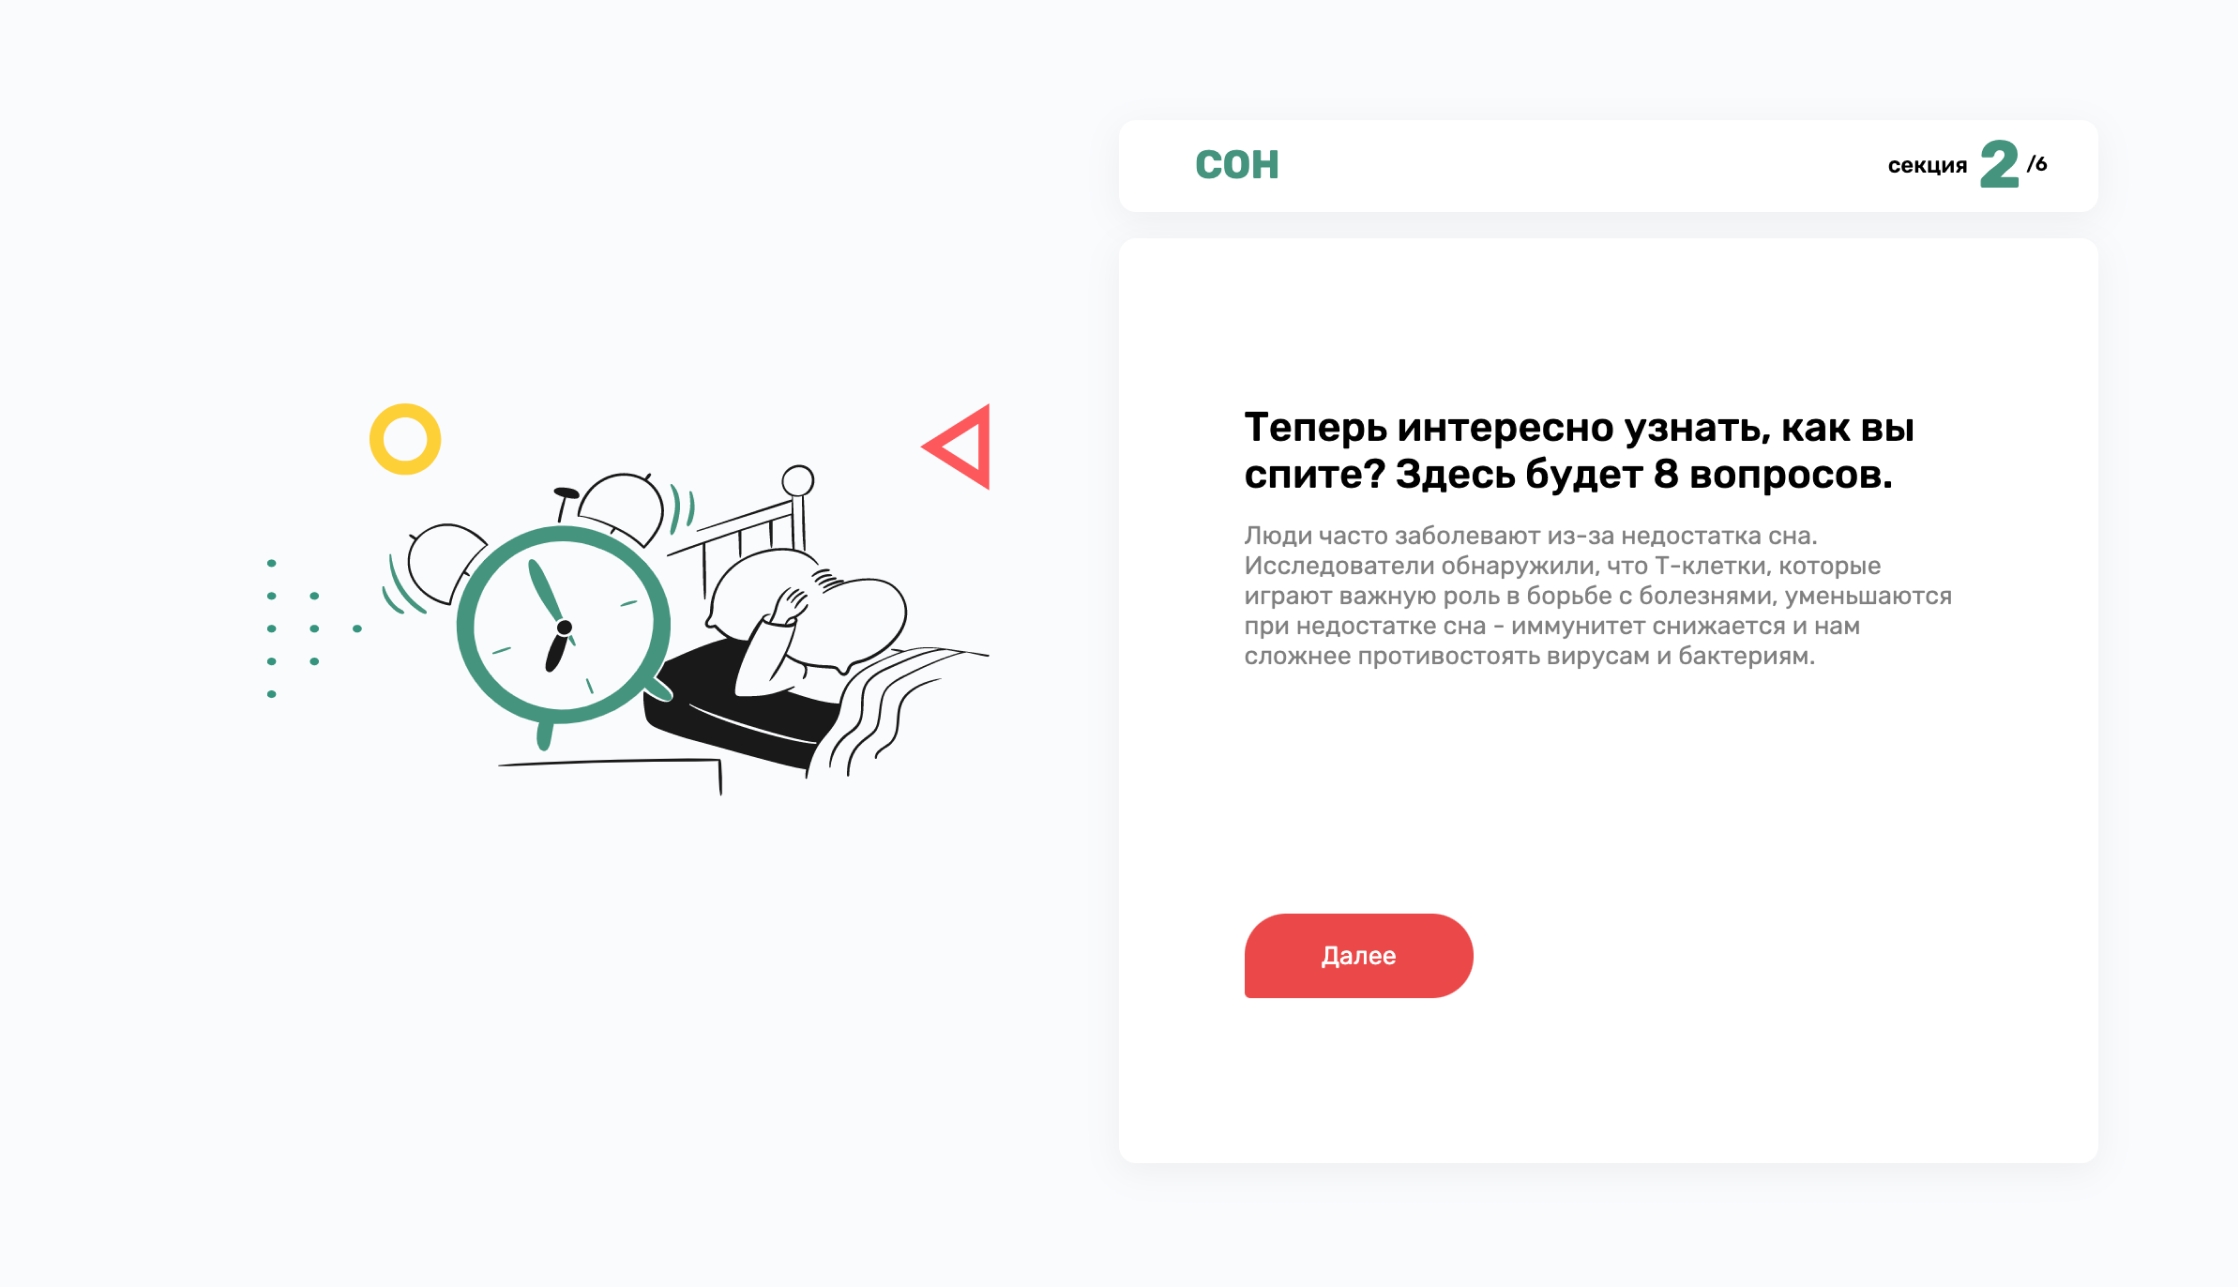 СОН
секция 2 /6
Теперь интересно узнать, как вы
спите? Здесь будет 8 вопросов.
Люди часто заболевают из-за недостатка сна.
Исследователи обнаружили, что Т-клетки, которые
играют важную роль в борьбе с болезнями, уменьшаются
при недостатке сна - иммунитет снижается и нам
сложнее противостоять вирусам и бактериям.
Далее